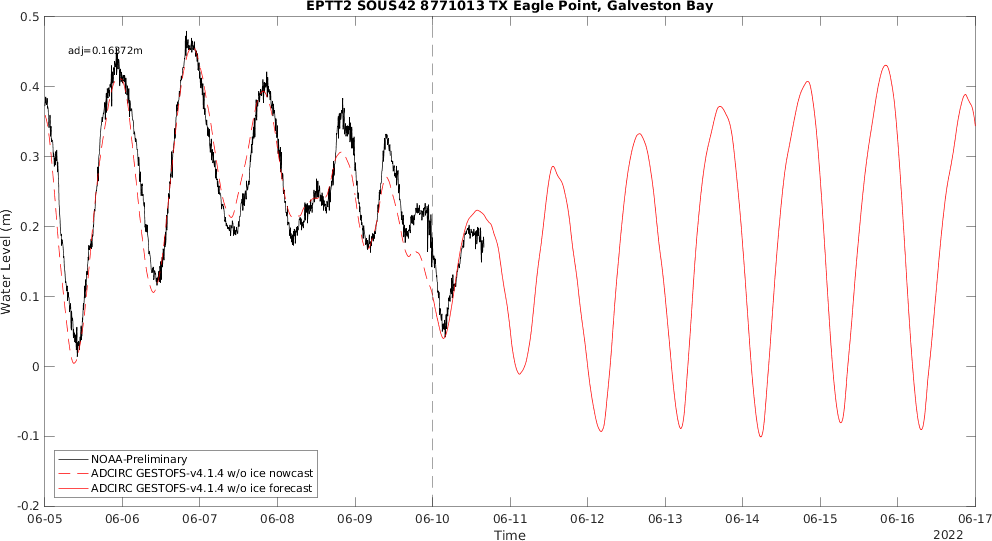 EPTT2 SOUS42 8771013 TX Eagle Point, Galveston Bay
adj=0.16372m
0.5
0.4
0.3
0.2
0.1
0
-0.1
-0.2
Water Level (m)
NOAA-Preliminary
ADCIRC GESTOFS-v4.1.4 w/o ice nowcast
ADCIRC GESTOFS-v4.1.4 w/o ice forecast
06-05 06-06 06-07 06-08 06-09 06-10 06-11 06-12 06-13 06-14 06-15 06-16 06-17
Time
2022